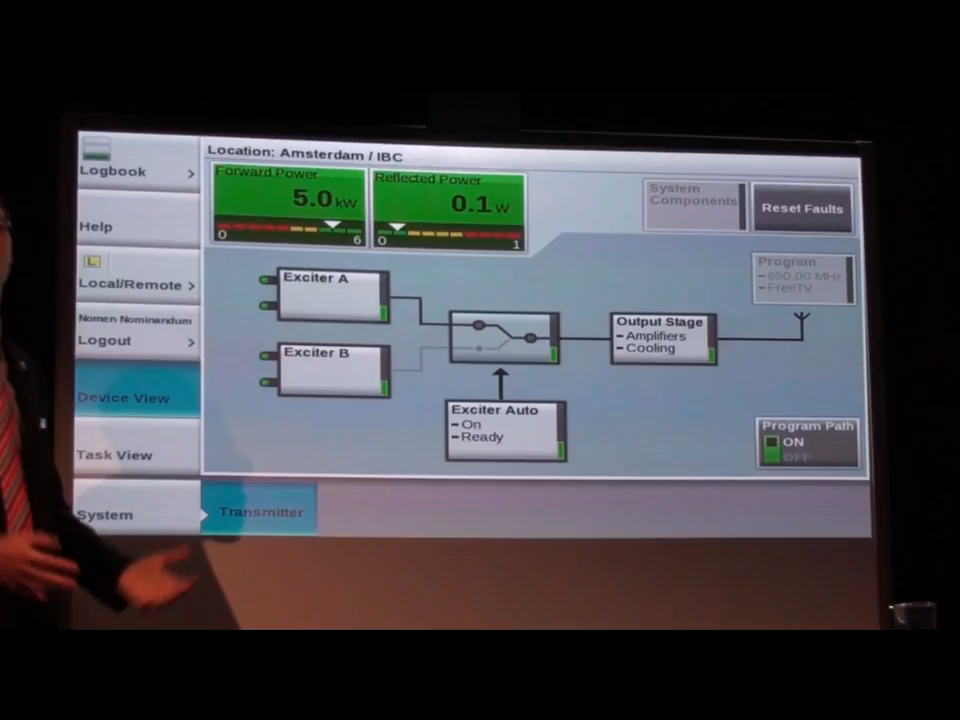 Location: Amsterdam / IBC
Logbook >
Help
L
Local/Remote >
Nomen Nominandum
Logout >
Device View
Task View
System
Transmitter
Forward Power
5.0 kW
0 6
Reflected Power
0.1 W
0 1
System
Components
Reset Faults
Program
- 650.00 MHz
- FreeTV
Exciter A
Exciter B
Output Stage
- Amplifiers
- Cooling
Exciter Auto
- On
- Ready
Program Path
ON
OFF